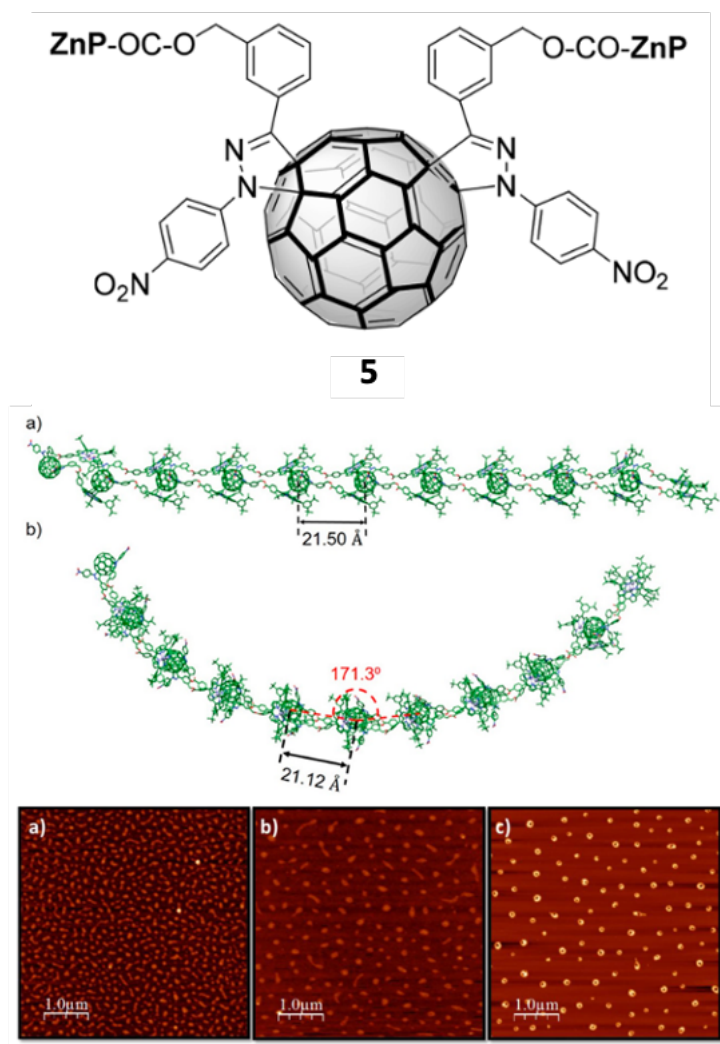 ZnP-OC-O
O-CO-ZnP
N
N
N
N
O₂N
NO₂
5
a)
21.50 Å
b)
171.3º
21.12 Å
a)
b)
c)
1.0µm
1.0µm
1.0µm